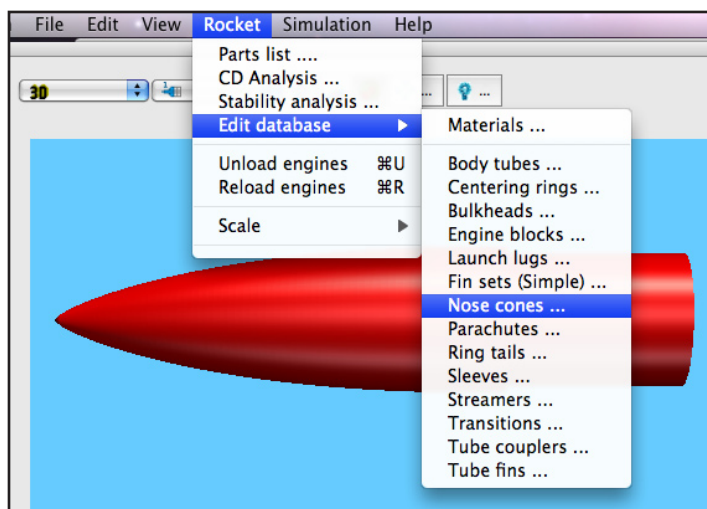 File Edit View Rocket Simulation Help
Parts list ....
CD Analysis ...
Stability analysis ...
Edit database
Unload engines ⌘U
Reload engines ⌘R
Scale
3D
...
...
Materials ...
Body tubes ...
Centering rings ...
Bulkheads ...
Engine blocks ...
Launch lugs ...
Fin sets (Simple) ...
Nose cones ...
Parachutes ...
Ring tails ...
Sleeves ...
Streamers ...
Transitions ...
Tube couplers ...
Tube fins ...